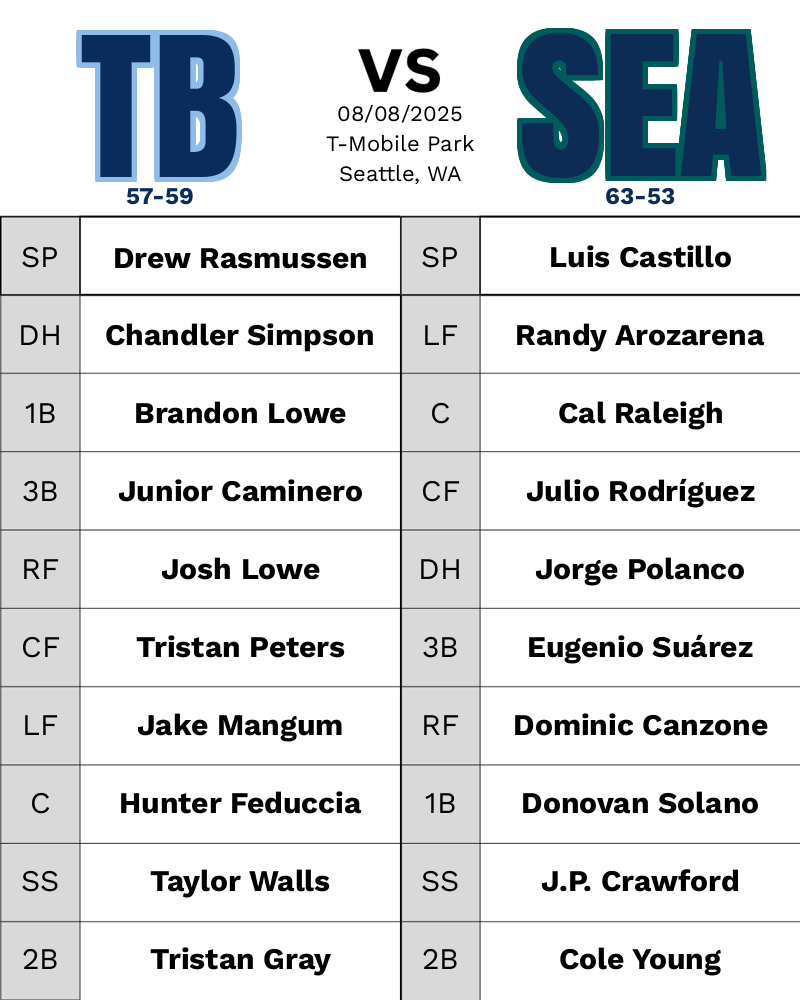 TB VS SEA
08/08/2025
T-Mobile Park
Seattle, WA
57-59 63-53
SP Drew Rasmussen SP Luis Castillo
DH Chandler Simpson LF Randy Arozarena
1B Brandon Lowe C Cal Raleigh
3B Junior Caminero CF Julio Rodríguez
RF Josh Lowe DH Jorge Polanco
CF Tristan Peters 3B Eugenio Suárez
LF Jake Mangum RF Dominic Canzone
C Hunter Feduccia 1B Donovan Solano
SS Taylor Walls SS J.P. Crawford
2B Tristan Gray 2B Cole Young